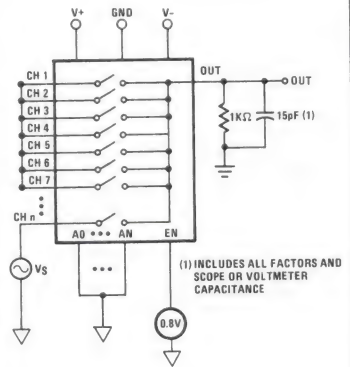 V+ GND V-
OUT
OUT
CH 1
CH 2
CH 3
CH 4
CH 5
CH 6
CH 7
CH n
1KΩ
15pF (1)
A0 AN EN
VS
0.8V
(1) INCLUDES ALL FACTORS AND
SCOPE OR VOLTMETER
CAPACITANCE